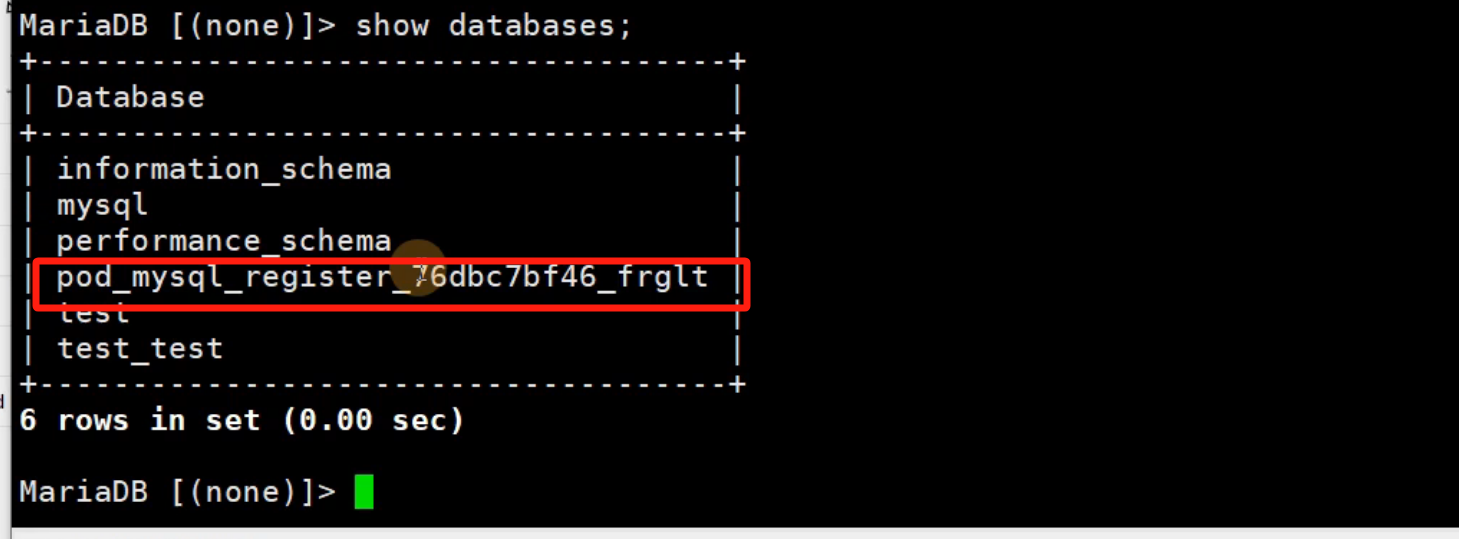 MariaDB [(none)]> show databases;
+-------------------------------------+
| Database                            |
+-------------------------------------+
| information_schema                  |
| mysql                               |
| performance_schema                  |
| pod_mysql_register_76dbc7bf46_frglt |
| test                                |
| test_test                           |
+-------------------------------------+
6 rows in set (0.00 sec)
MariaDB [(none)]>